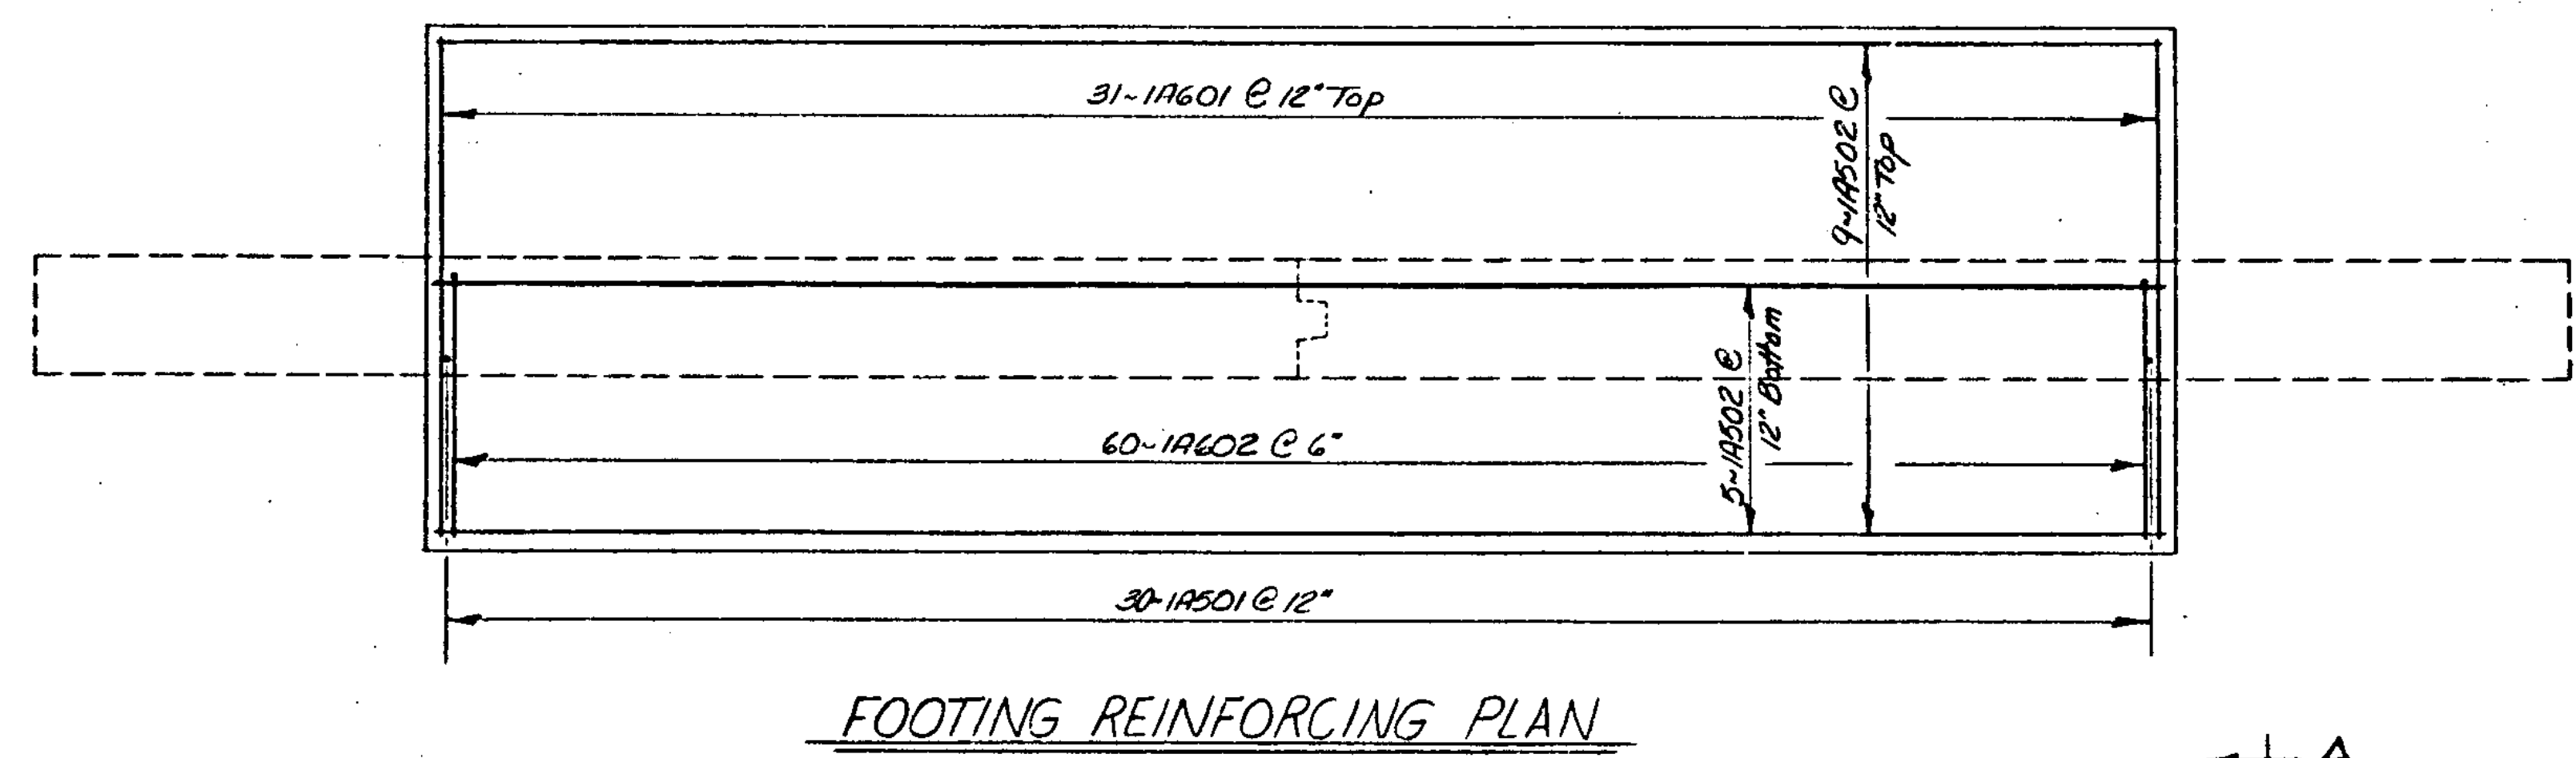 31~1A601 @ 12" Top
9~1A502 @
12" Top
5~1A502 @
12" Bottom
60~1A602 @ 6"
30-1A501 @ 12"
FOOTING REINFORCING PLAN